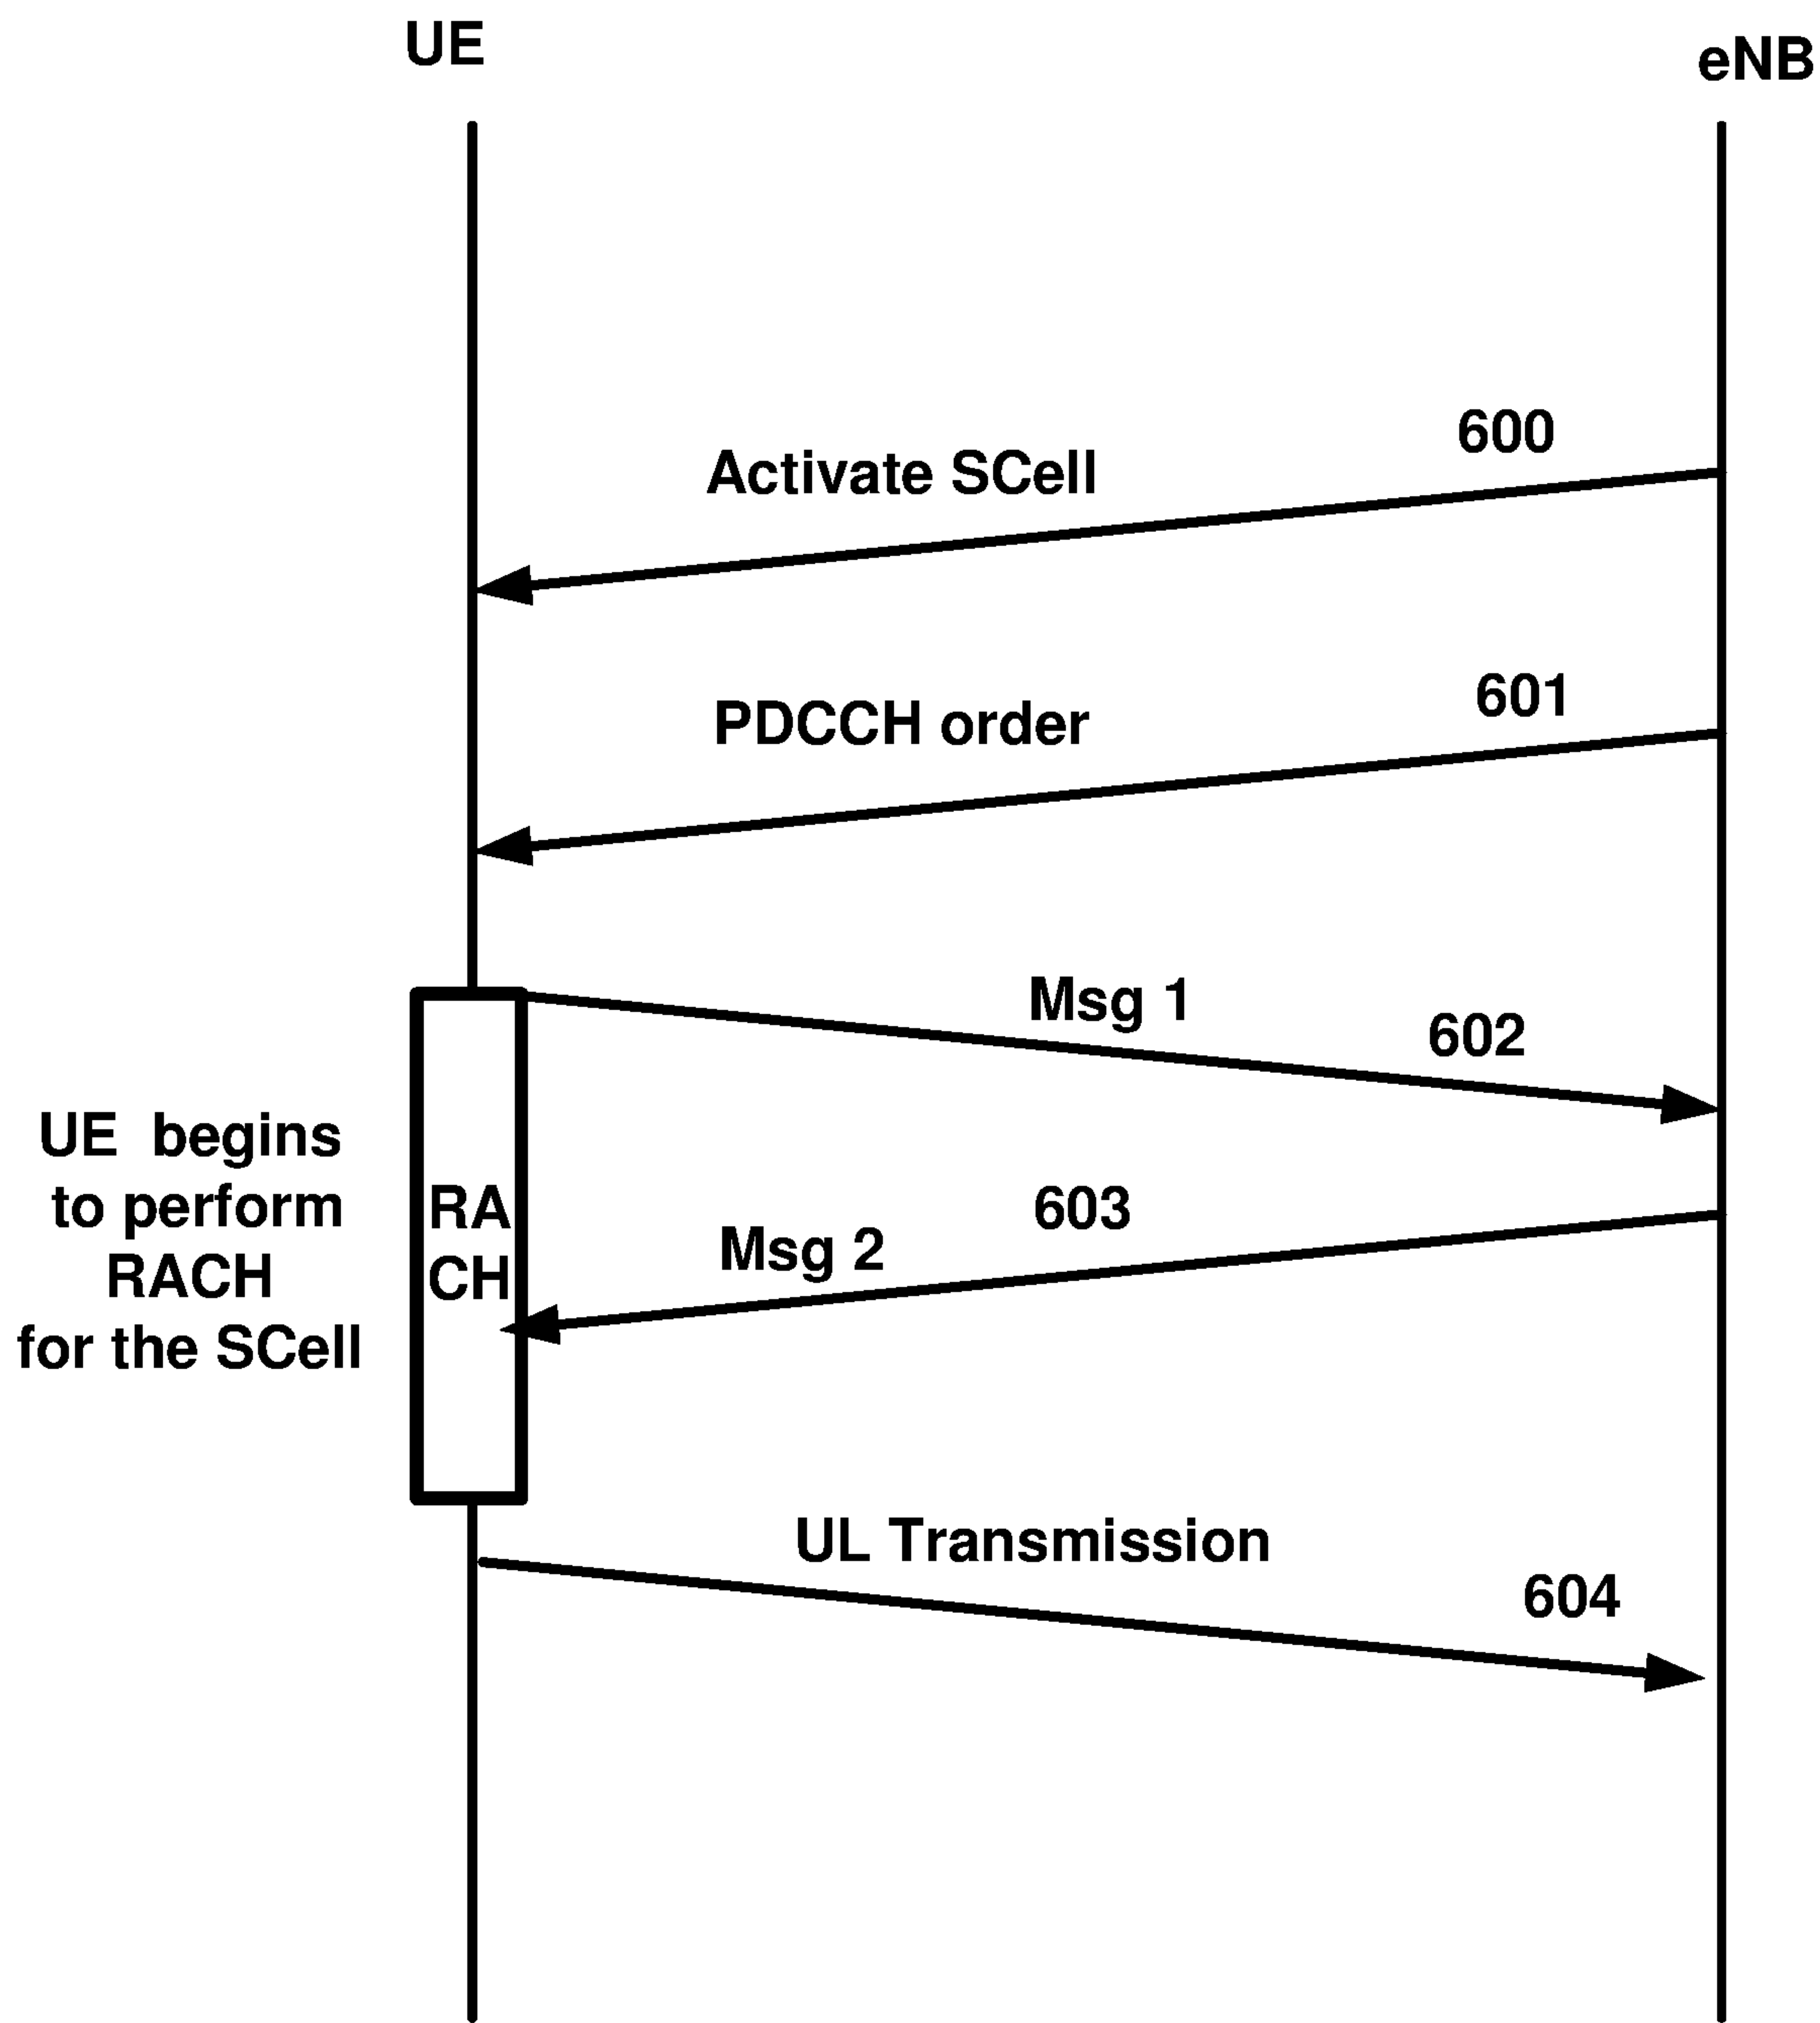 UE
eNB
600
Activate SCell
601
PDCCH order
Msg 1
602
UE begins
to perform
RACH
for the SCell
RA
CH
603
Msg 2
UL Transmission
604